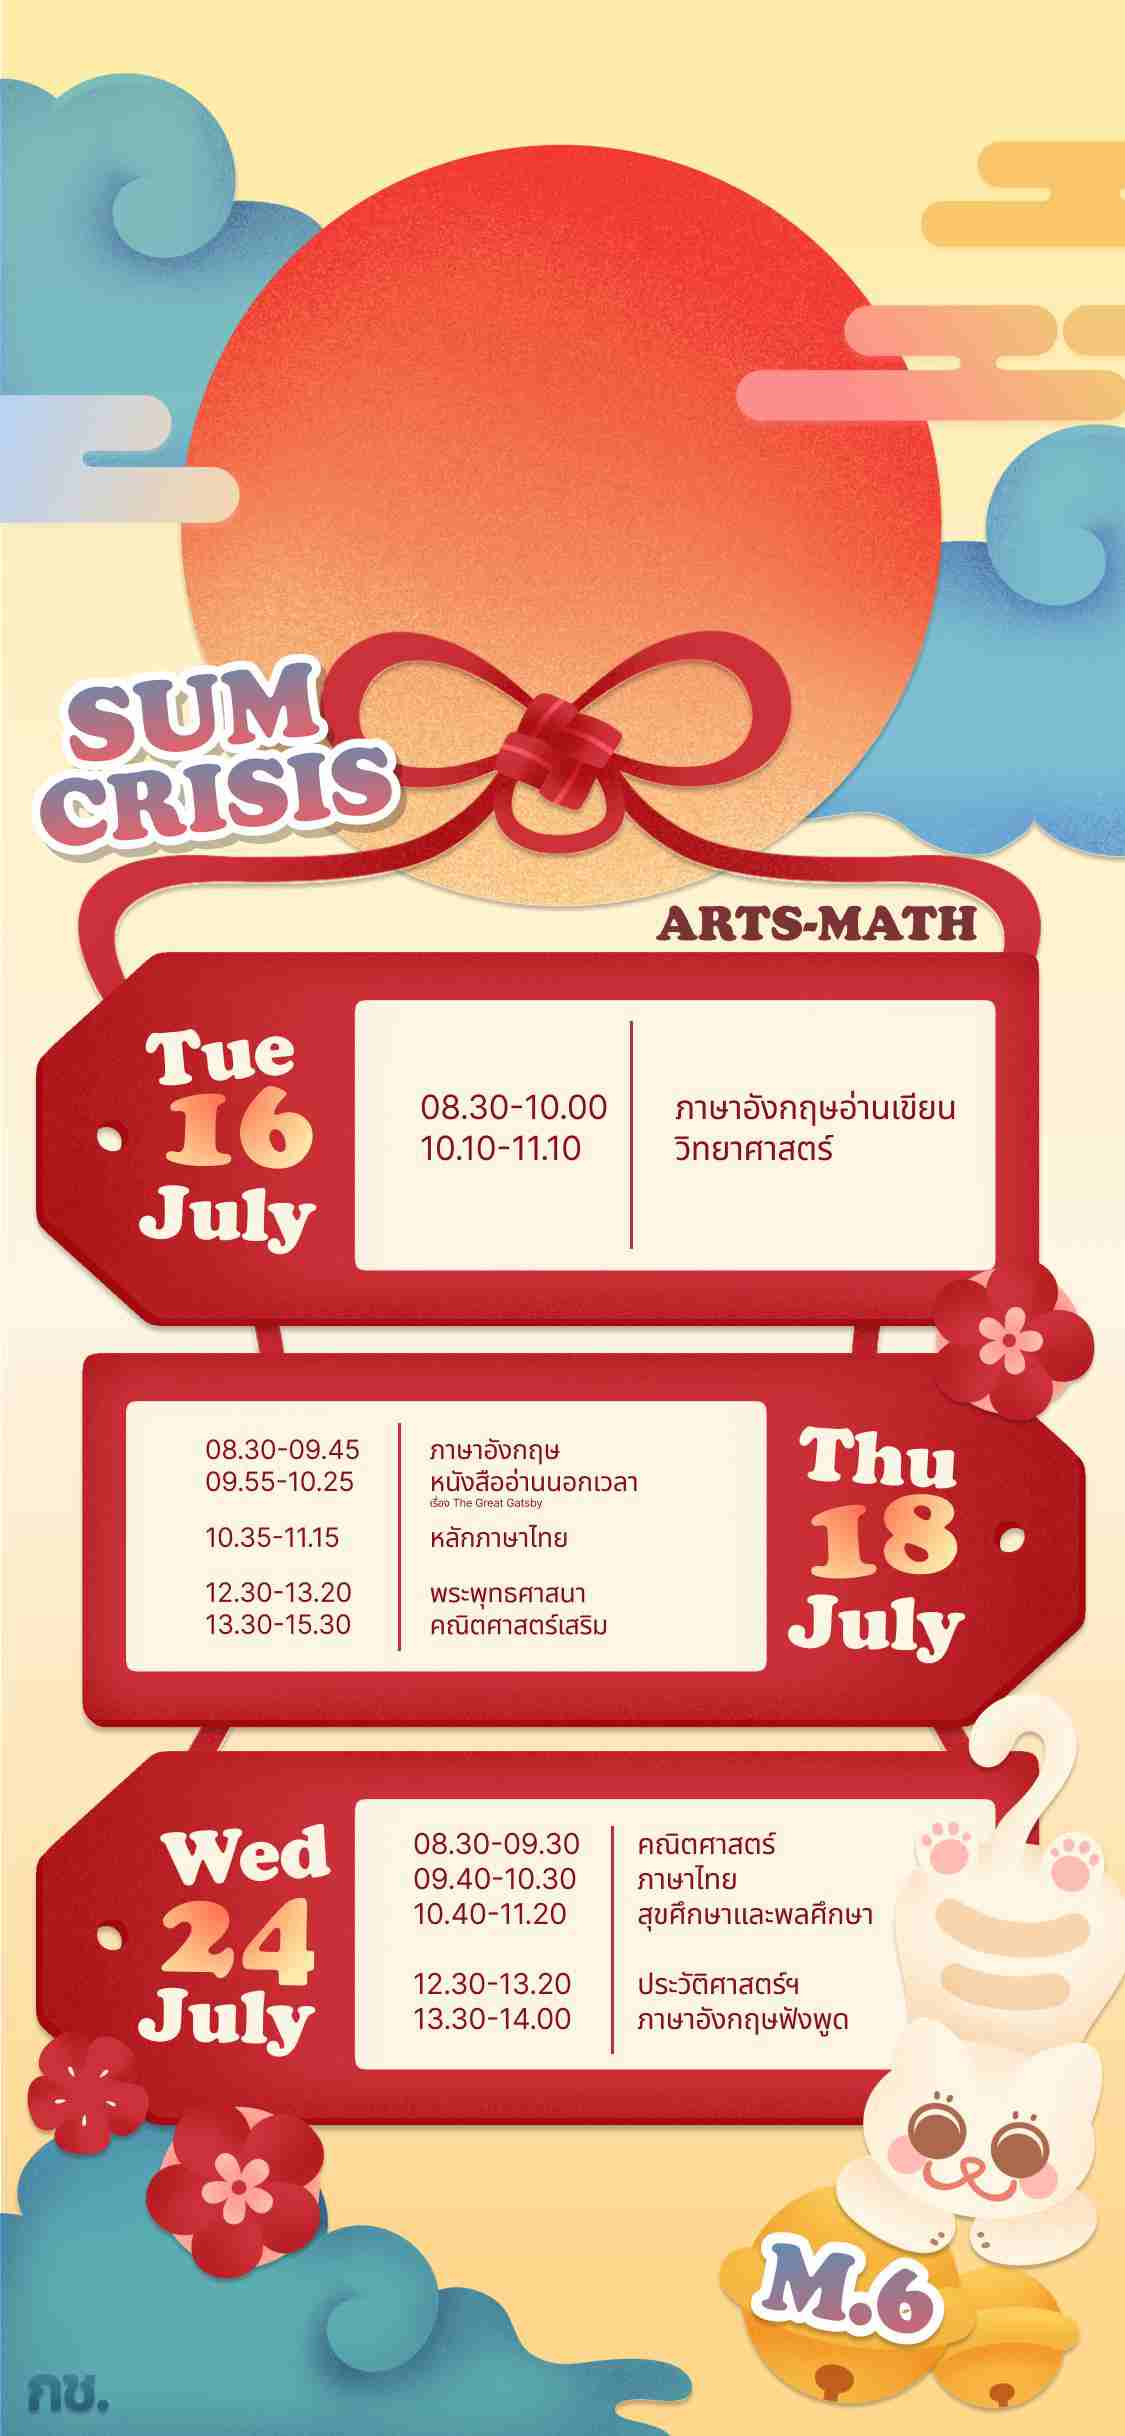 SUM
CRISIS
ARTS-MATH
Tue
16
July
08.30-10.00 ภาษาอังกฤษอ่านเขียน
10.10-11.10 วิทยาศาสตร์
08.30-09.45 ภาษาอังกฤษ
09.55-10.25 หนังสืออ่านนอกเวลา
เรื่อง The Great Gatsby
10.35-11.15 หลักภาษาไทย
12.30-13.20 พระพุทธศาสนา
13.30-15.30 คณิตศาสตร์เสริม
Thu
18
July
Wed
24
July
08.30-09.30 คณิตศาสตร์
09.40-10.30 ภาษาไทย
10.40-11.20 สุขศึกษาและพลศึกษา
12.30-13.20 ประวัติศาสตร์ฯ
13.30-14.00 ภาษาอังกฤษฟังพูด
M.6
กช.